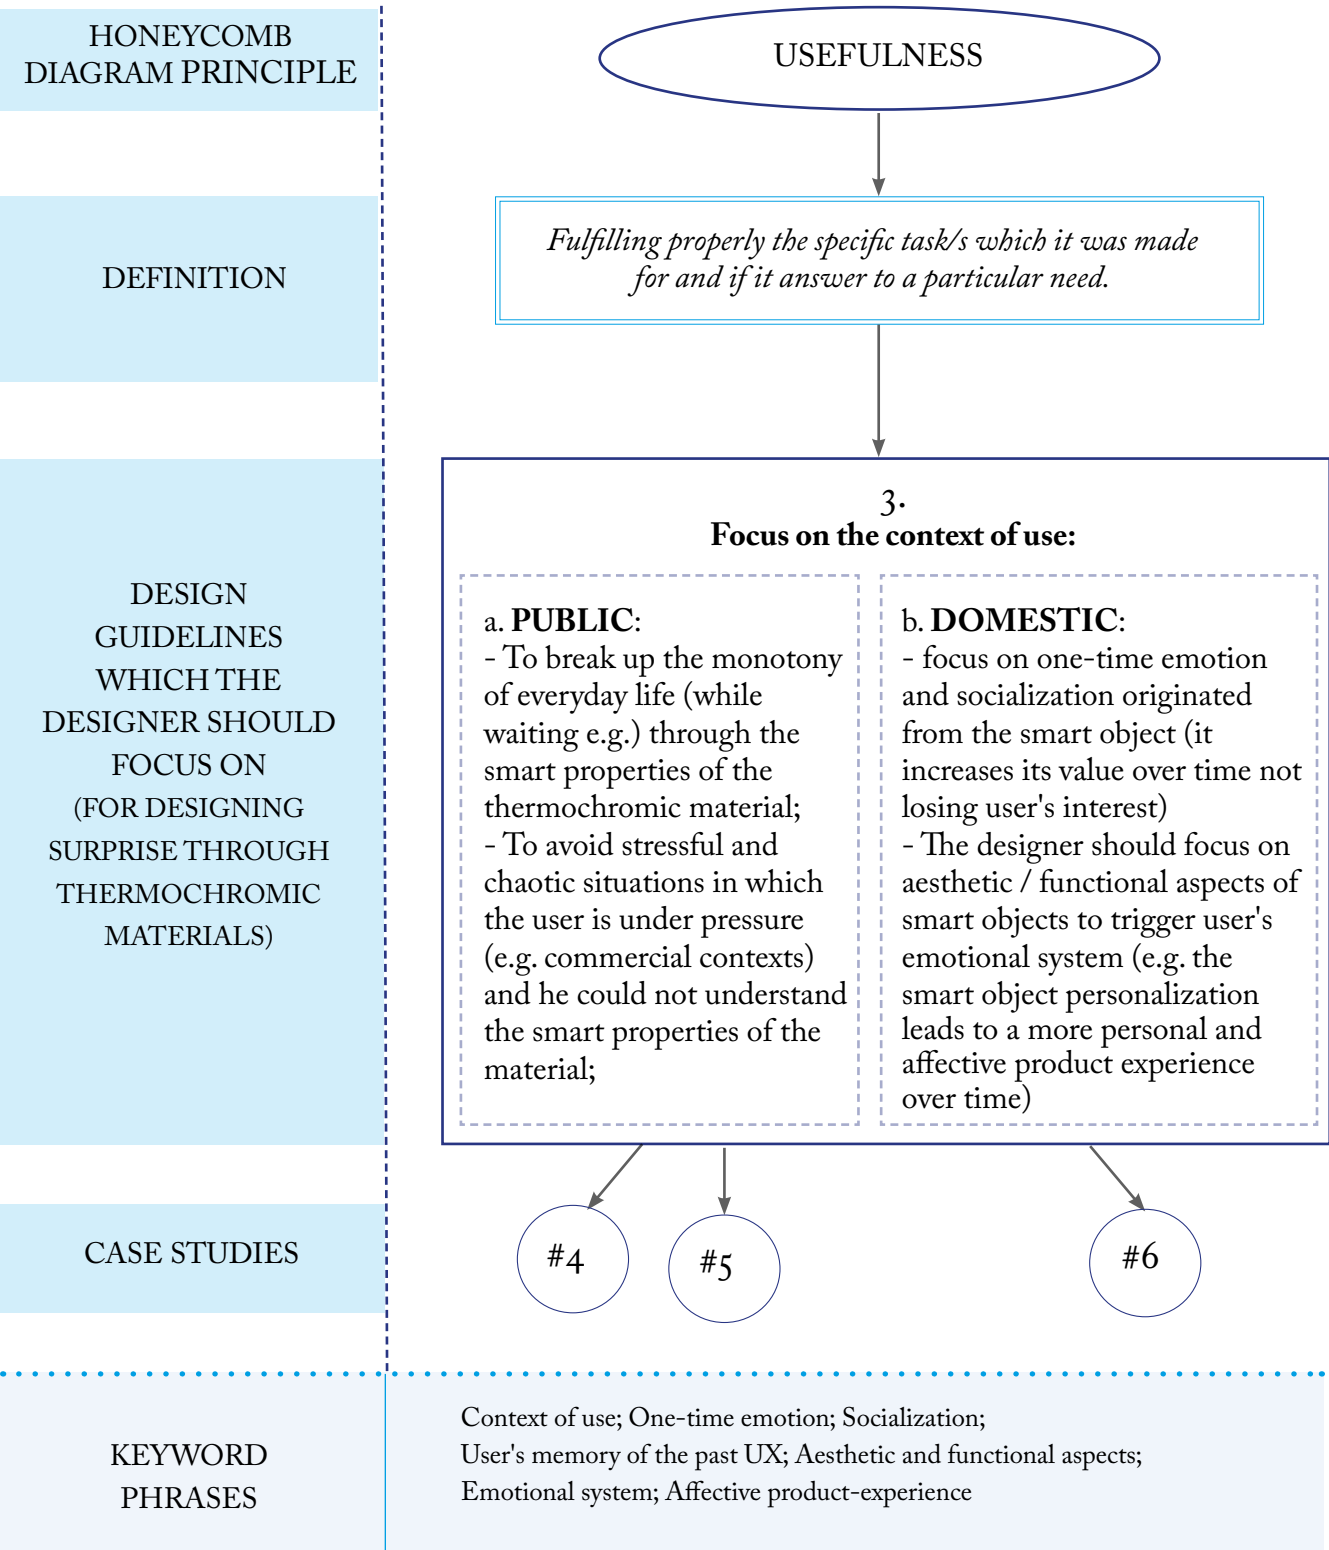 HONEYCOMB
DIAGRAM PRINCIPLE
USEFULNESS
DEFINITION
Fulfilling properly the specific task/s which it was made
for and if it answer to a particular need.
DESIGN
GUIDELINES
WHICH THE
DESIGNER SHOULD
FOCUS ON
(FOR DESIGNING
SURPRISE THROUGH
THERMOCHROMIC
MATERIALS)
3.
Focus on the context of use:
a. PUBLIC:
- To break up the monotony
of everyday life (while
waiting e.g.) through the
smart properties of the
thermochromic material;
- To avoid stressful and
chaotic situations in which
the user is under pressure
(e.g. commercial contexts)
and he could not understand
the smart properties of the
material;
b. DOMESTIC:
- focus on one-time emotion
and socialization originated
from the smart object (it
increases its value over time not
losing user's interest)
- The designer should focus on
aesthetic / functional aspects of
smart objects to trigger user's
emotional system (e.g. the
smart object personalization
leads to a more personal and
affective product experience
over time)
CASE STUDIES
#4
#5
#6
KEYWORD
PHRASES
Context of use; One-time emotion; Socialization;
User's memory of the past UX; Aesthetic and functional aspects;
Emotional system; Affective product-experience